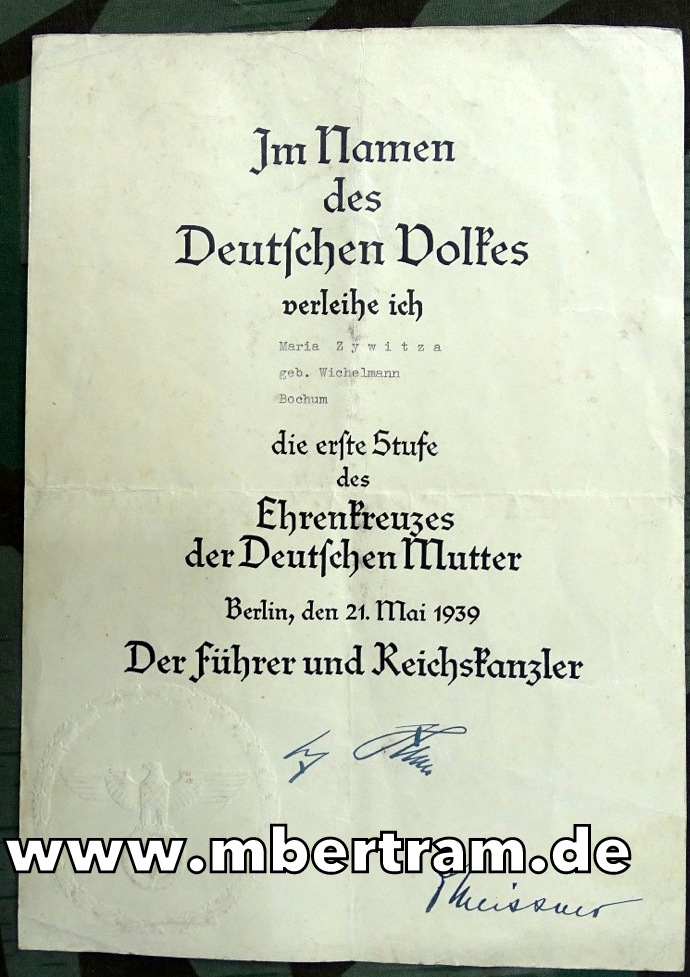 Im Namen
des
Deutſchen Volkes
verleihe ich
Maria Zywitza
geb. Wichelmann
Bochum
die erſte Stufe
des
Ehrenkreuzes
der Deutſchen Mutter
Berlin, den 21. Mai 1939
Der Führer und Reichskanzler
www.mbertram.de
Meissner